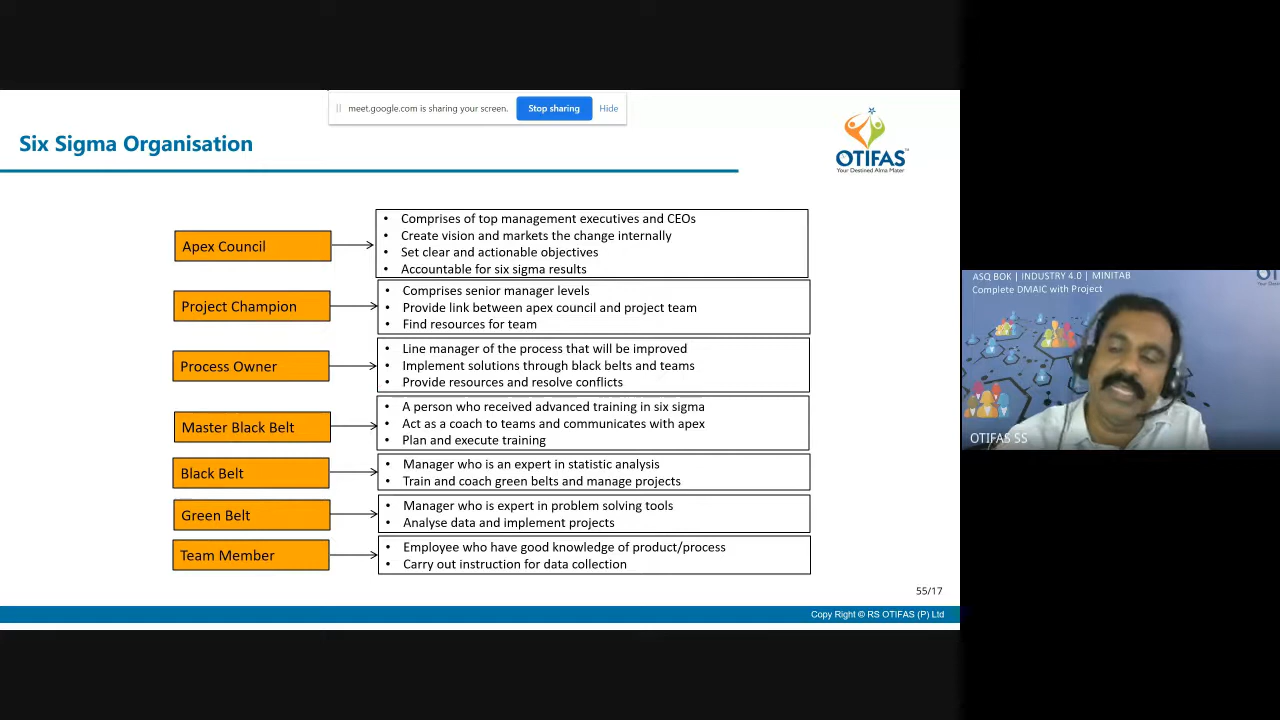 meet.google.com is sharing your screen.
Stop sharing
Hide
Six Sigma Organisation
OTIFAS
Your Destined Alma Mater
Apex Council
• Comprises of top management executives and CEOs
• Create vision and markets the change internally
• Set clear and actionable objectives
• Accountable for six sigma results
Project Champion
• Comprises senior manager levels
• Provide link between apex council and project team
• Find resources for team
Process Owner
• Line manager of the process that will be improved
• Implement solutions through black belts and teams
• Provide resources and resolve conflicts
Master Black Belt
• A person who received advanced training in six sigma
• Act as a coach to teams and communicates with apex
• Plan and execute training
Black Belt
• Manager who is an expert in statistic analysis
• Train and coach green belts and manage projects
Green Belt
• Manager who is expert in problem solving tools
• Analyse data and implement projects
Team Member
• Employee who have good knowledge of product/process
• Carry out instruction for data collection
55/17
Copy Right © RS OTIFAS (P) Ltd
ASQ BOK | INDUSTRY 4.0 | MINITAB
Complete DMAIC with Project
OTIFAS SS